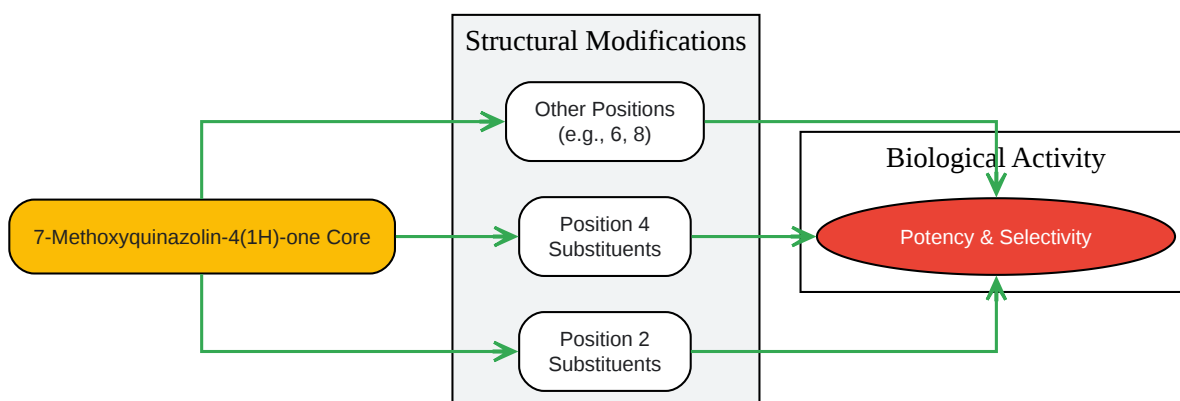 Structural Modifications
Other Positions
(e.g., 6, 8)
Biological Activity
7-Methoxyquinazolin-4(1H)-one Core
Position 4
Substituents
Potency & Selectivity
Position 2
Substituents